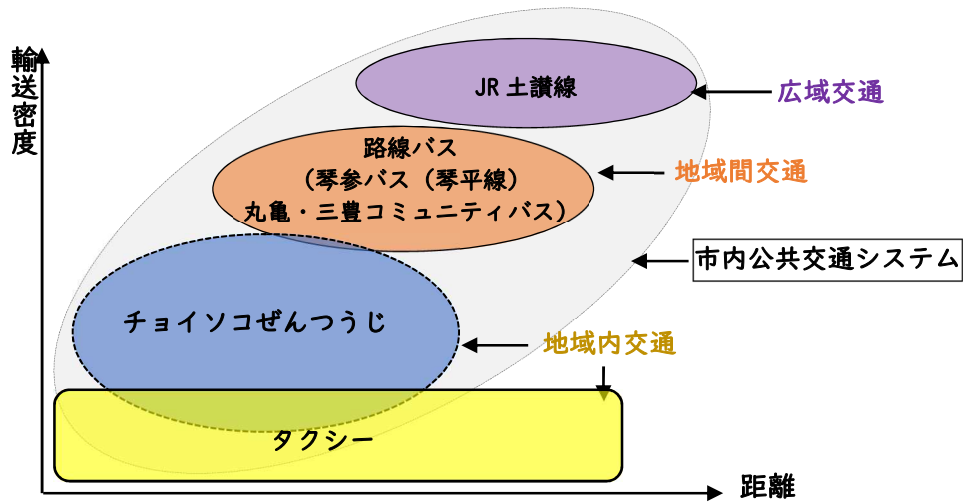 輸送密度
JR 土讃線
広域交通
路線バス
（琴参バス（琴平線）
丸亀・三豊コミュニティバス）
地域間交通
市内公共交通システム
チョイソコぜんつうじ
地域内交通
タクシー
距離